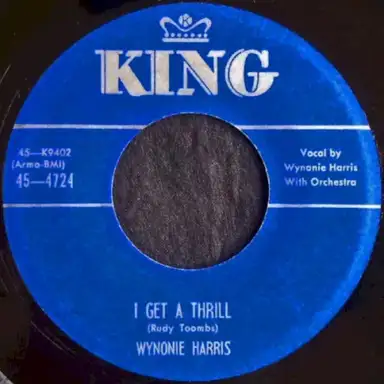 K
KING
45—K9402
(Armo-BMI)
45—4724
Vocal by
Wynonie Harris
With Orchestra
I GET A THRILL
(Rudy Toombs)
WYNONIE HARRIS